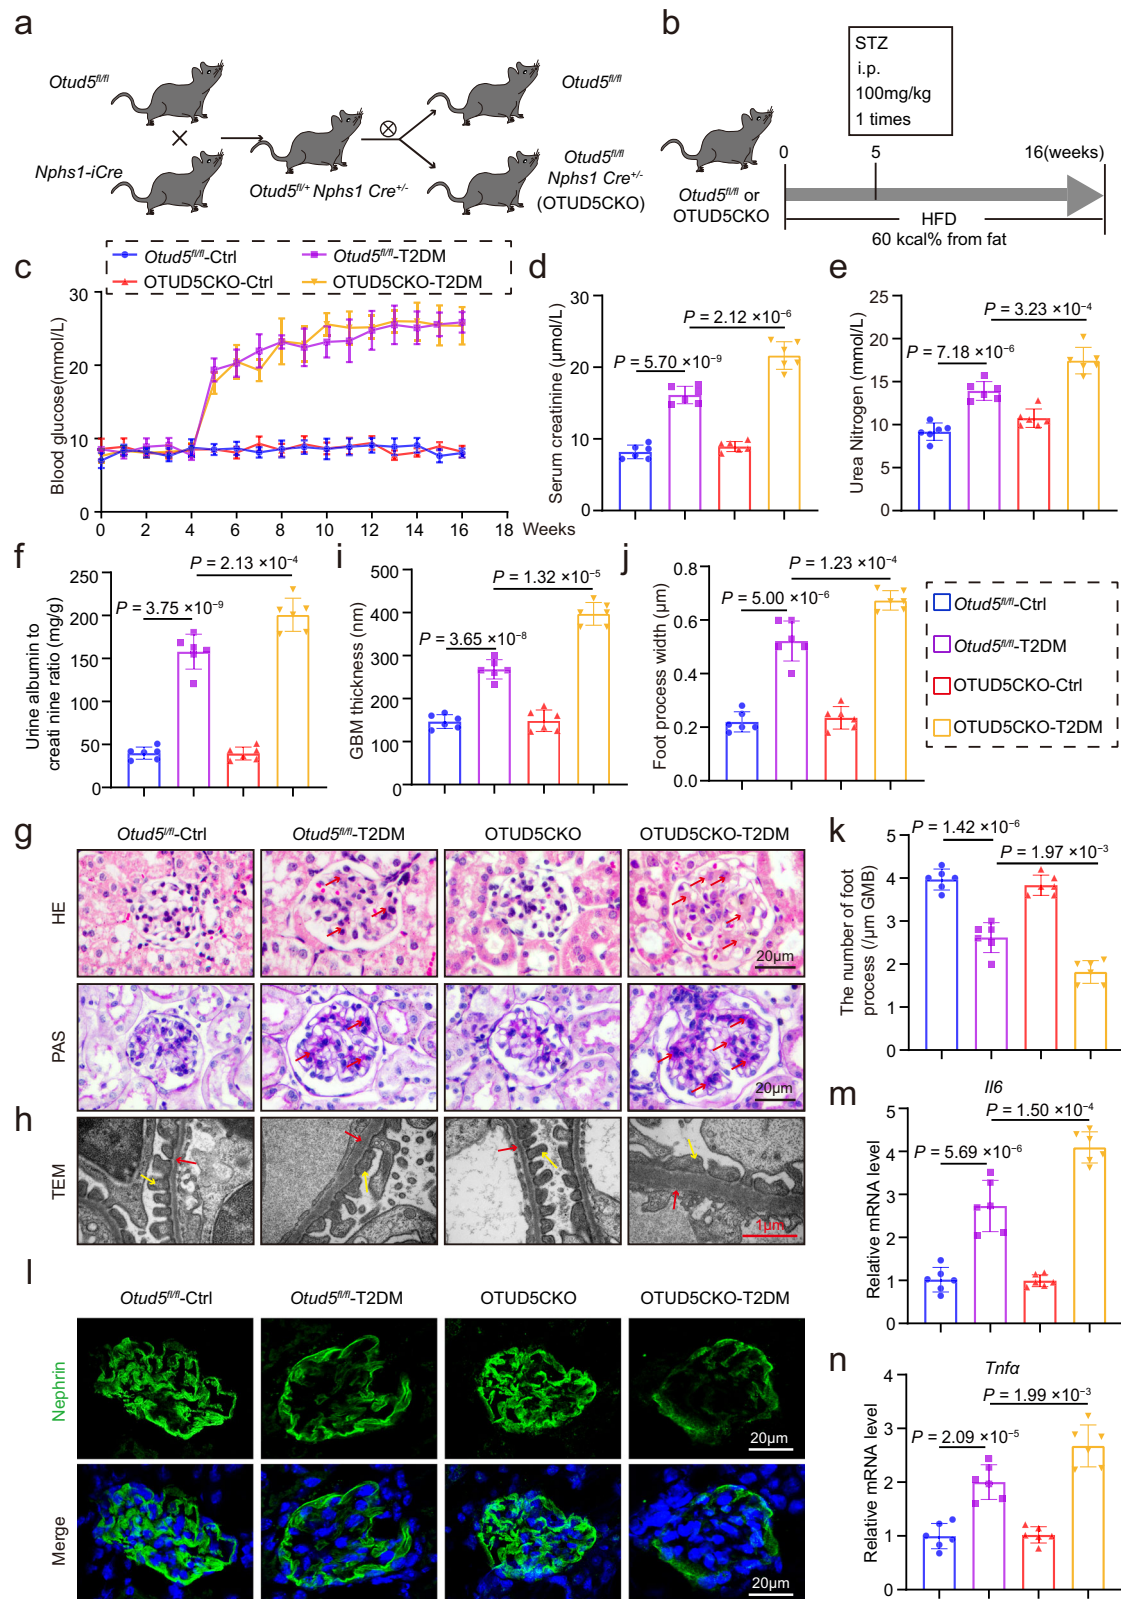 a
Otud5fl/fl
Nphs1-iCre
Otud5fl/+ Nphs1 Cre+/-
Otud5fl/fl
Otud5fl/fl
Nphs1 Cre+/-
(OTUD5CKO)
b
STZ
i.p.
100mg/kg
1 times
0
5
16(weeks)
Otud5fl/fl or
OTUD5CKO
HFD
60 kcal% from fat
c
Otud5fl/fl-Ctrl
Otud5fl/fl-T2DM
OTUD5CKO-Ctrl
OTUD5CKO-T2DM
Blood glucose(mmol/L)
30
20
10
0
0 2 4 6 8 10 12 14 16 18 Weeks
d
Serum creatinine (μmol/L)
30
20
10
0
P = 2.12 ×10−6
P = 5.70 ×10−9
e
Urea Nitrogen (mmol/L)
25
20
15
10
5
0
P = 3.23 ×10−4
P = 7.18 ×10−6
f
Urine albumin to
creati nine ratio (mg/g)
250
200
150
100
50
0
P = 2.13 ×10−4
P = 3.75 ×10−9
i
GBM thickness (nm)
500
400
300
200
100
0
P = 1.32 ×10−5
P = 3.65 ×10−8
j
Foot process width (μm)
0.8
0.6
0.4
0.2
0.0
P = 1.23 ×10−4
P = 5.00 ×10−6
Otud5fl/fl-Ctrl
Otud5fl/fl-T2DM
OTUD5CKO-Ctrl
OTUD5CKO-T2DM
g
Otud5fl/fl-Ctrl
Otud5fl/fl-T2DM
OTUD5CKO
OTUD5CKO-T2DM
HE
20μm
PAS
20μm
h
TEM
1μm
k
The number of foot
process (/μm GMB)
5
4
3
2
1
0
P = 1.42 ×10−6
P = 1.97 ×10−3
l
Otud5fl/fl-Ctrl
Otud5fl/fl-T2DM
OTUD5CKO
OTUD5CKO-T2DM
Nephrin
20μm
Merge
20μm
m
Il6
Relative mRNA level
5
4
3
2
1
0
P = 1.50 ×10−4
P = 5.69 ×10−6
n
Tnfα
Relative mRNA level
4
3
2
1
0
P = 1.99 ×10−3
P = 2.09 ×10−5